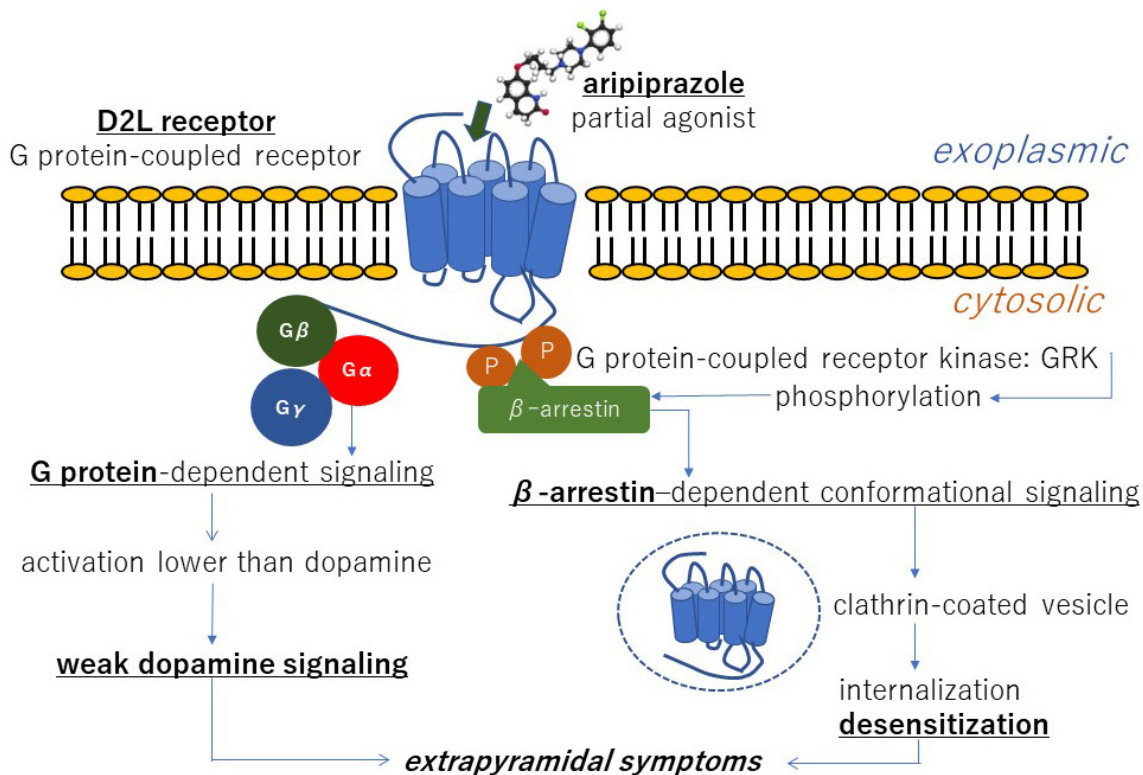 aripiprazole
partial agonist
D2L receptor
G protein-coupled receptor
exoplasmic
cytosolic
Gβ
Gα
Gγ
P
P
G protein-coupled receptor kinase: GRK
phosphorylation
β-arrestin
G protein-dependent signaling
β-arrestin–dependent conformational signaling
activation lower than dopamine
clathrin-coated vesicle
weak dopamine signaling
internalization
desensitization
extrapyramidal symptoms